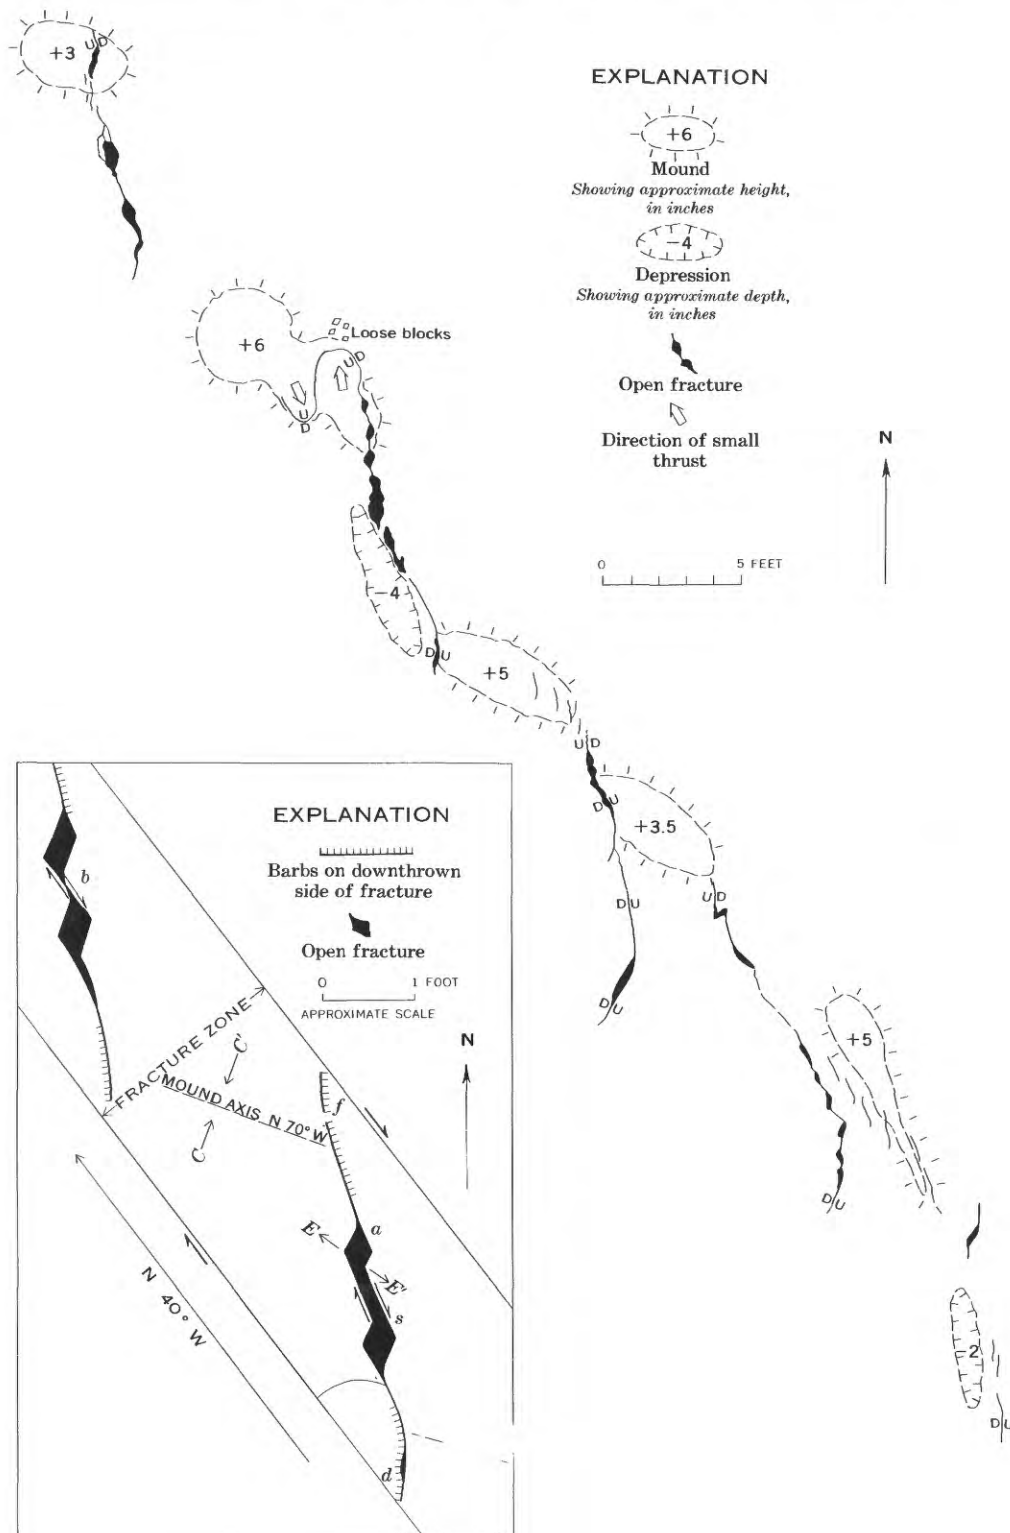 +3
U D
EXPLANATION
+6
Mound
Showing approximate height,
in inches
-4
Depression
Showing approximate depth,
in inches
Open fracture
Direction of small
thrust
N
0 5 FEET
+6
Loose blocks
U D
U
D
-4
D U
+5
U D
D U
+3.5
D U
U D
D U
+5
D U
-2
D U
EXPLANATION
Barbs on downthrown
side of fracture
Open fracture
0 1 FOOT
APPROXIMATE SCALE
N
b
FRACTURE ZONE
C'
MOUND AXIS N 70° W
C
f
a
E
E'
s
N 40° W
d